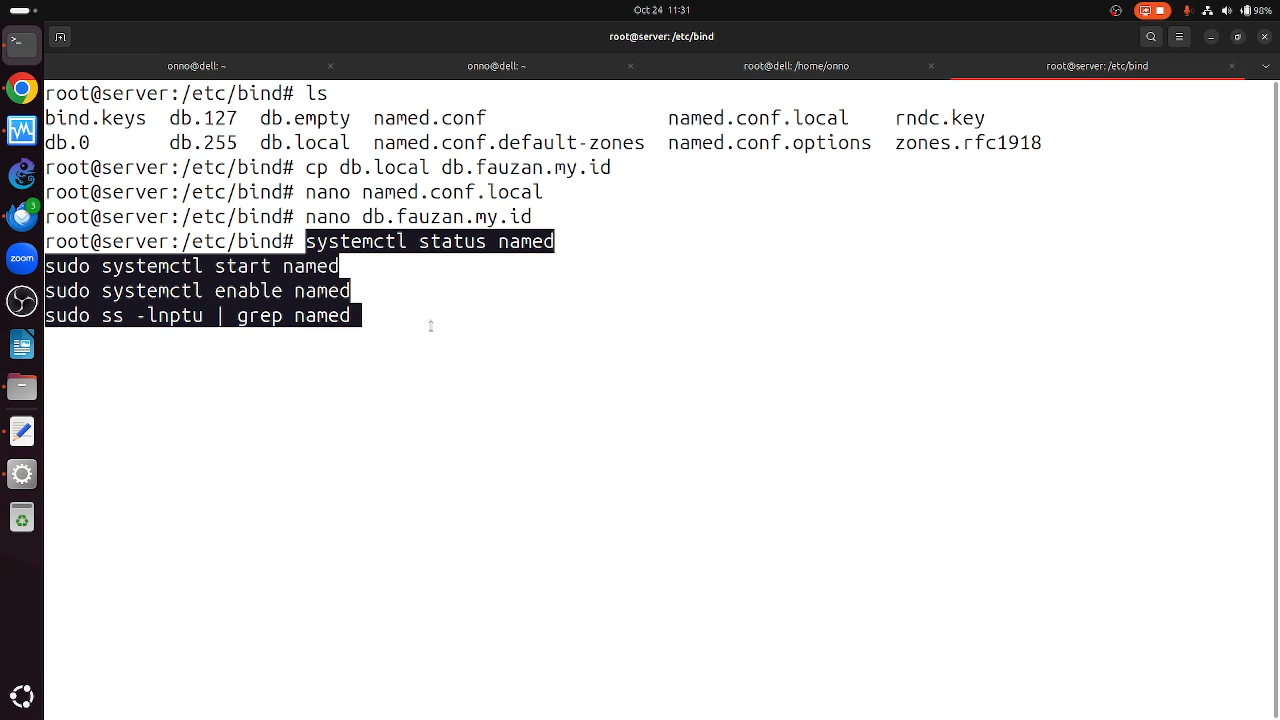 Oct 24 11:31
98%
root@server: /etc/bind
onno@dell: ~
onno@dell: ~
root@dell: /home/onno
root@server: /etc/bind
root@server:/etc/bind# ls
bind.keys db.127 db.empty named.conf named.conf.local rndc.key
db.0 db.255 db.local named.conf.default-zones named.conf.options zones.rfc1918
root@server:/etc/bind# cp db.local db.fauzan.my.id
root@server:/etc/bind# nano named.conf.local
root@server:/etc/bind# nano db.fauzan.my.id
root@server:/etc/bind# systemctl status named
sudo systemctl start named
sudo systemctl enable named
sudo ss -lnptu | grep named
3
zoom